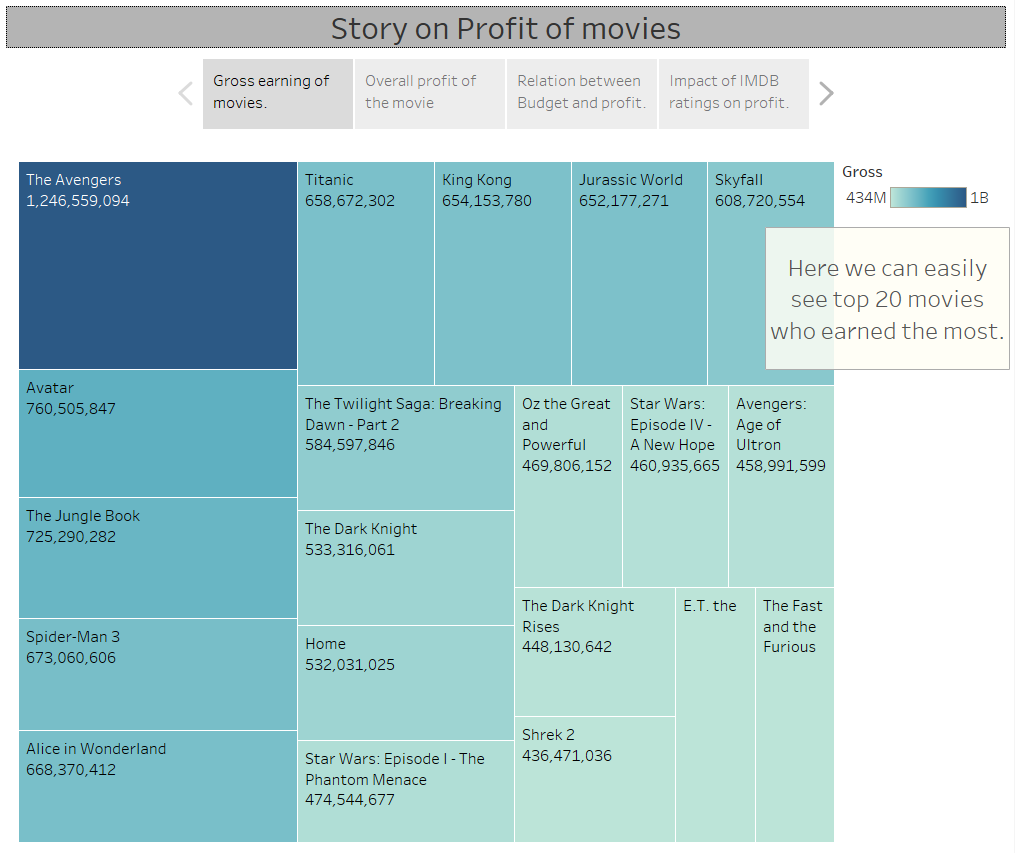 Story on Profit of movies
Gross earning of
movies.
Overall profit of
the movie
Relation between
Budget and profit.
Impact of IMDB
ratings on profit.
The Avengers
1,246,559,094
Avatar
760,505,847
The Jungle Book
725,290,282
Spider-Man 3
673,060,606
Alice in Wonderland
668,370,412
Titanic
658,672,302
King Kong
654,153,780
Jurassic World
652,177,271
Skyfall
608,720,554
The Twilight Saga: Breaking
Dawn - Part 2
584,597,846
The Dark Knight
533,316,061
Home
532,031,025
Star Wars: Episode I - The
Phantom Menace
474,544,677
Oz the Great
and
Powerful
469,806,152
Star Wars:
Episode IV -
A New Hope
460,935,665
Avengers:
Age of
Ultron
458,991,599
The Dark Knight
Rises
448,130,642
Shrek 2
436,471,036
E.T. the
The Fast
and the
Furious
Gross
434M 1B
Here we can easily
see top 20 movies
who earned the most.